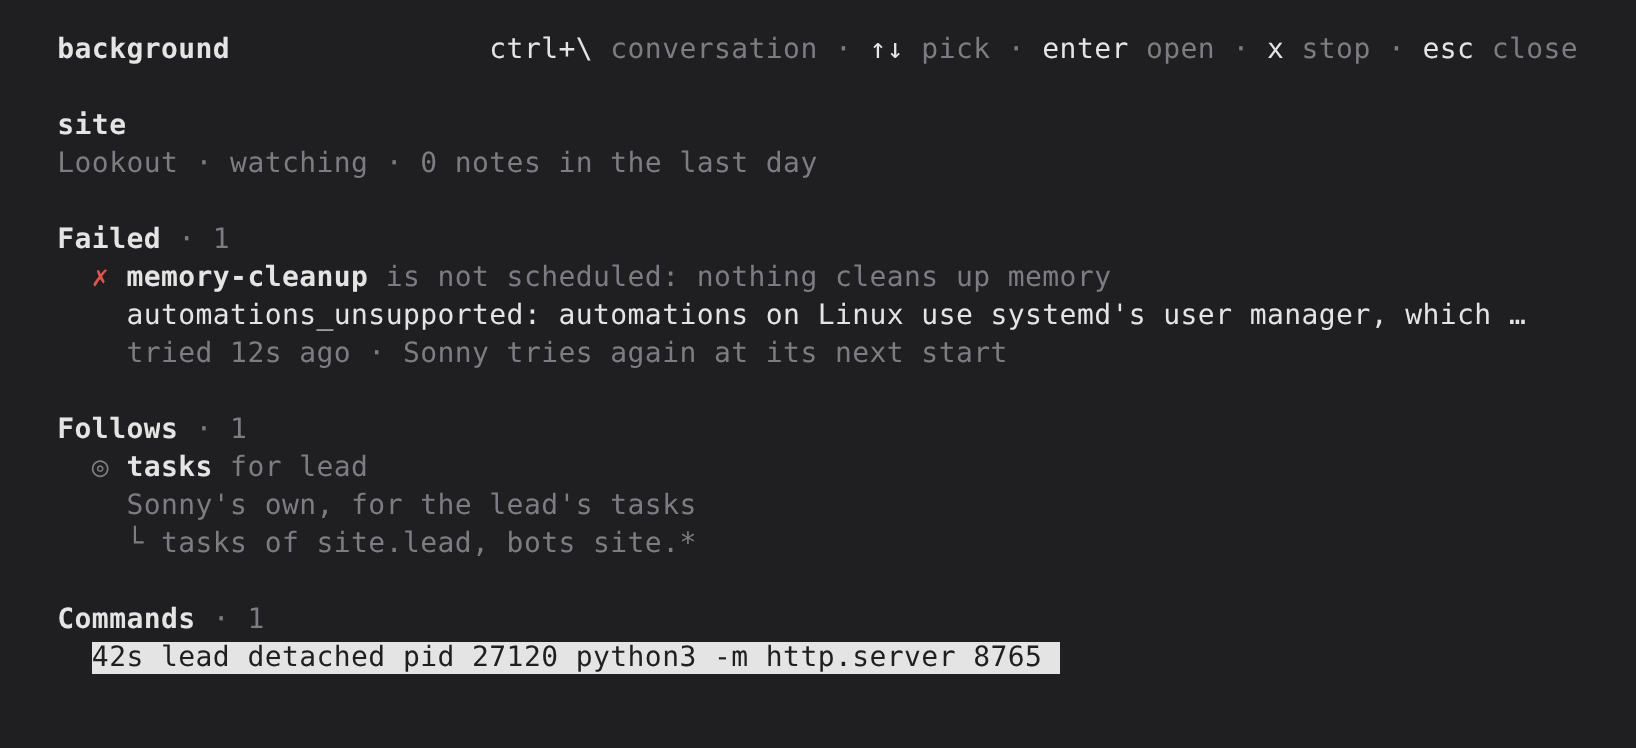 background ctrl+\ conversation · ↑↓ pick · enter open · x stop · esc close
site
Lookout · watching · 0 notes in the last day
Failed · 1
✗ memory-cleanup is not scheduled: nothing cleans up memory
automations_unsupported: automations on Linux use systemd's user manager, which …
tried 12s ago · Sonny tries again at its next start
Follows · 1
◎ tasks for lead
Sonny's own, for the lead's tasks
└ tasks of site.lead, bots site.*
Commands · 1
42s lead detached pid 27120 python3 -m http.server 8765